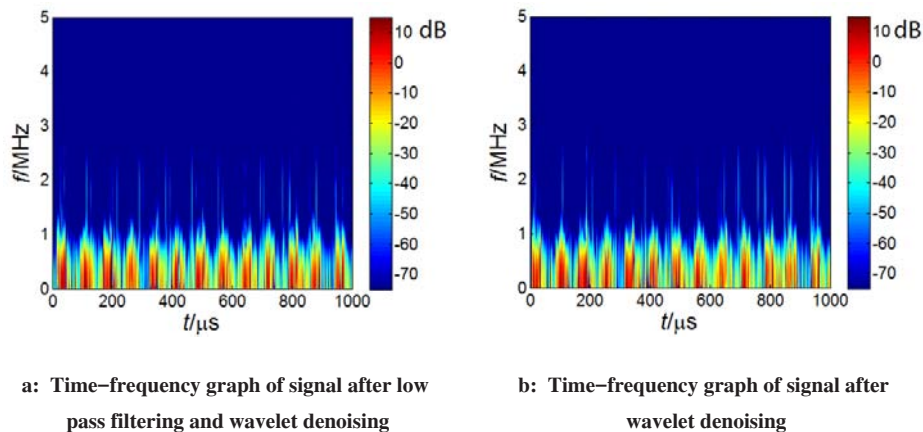 5
4
3
2
1
0
f/MHz
0 200 400 600 800 1000
t/μs
10 dB
0
-10
-20
-30
-40
-50
-60
-70
5
4
3
2
1
0
f/MHz
0 200 400 600 800 1000
t/μs
10 dB
0
-10
-20
-30
-40
-50
-60
-70
a: Time−frequency graph of signal after low
pass filtering and wavelet denoising
b: Time−frequency graph of signal after
wavelet denoising